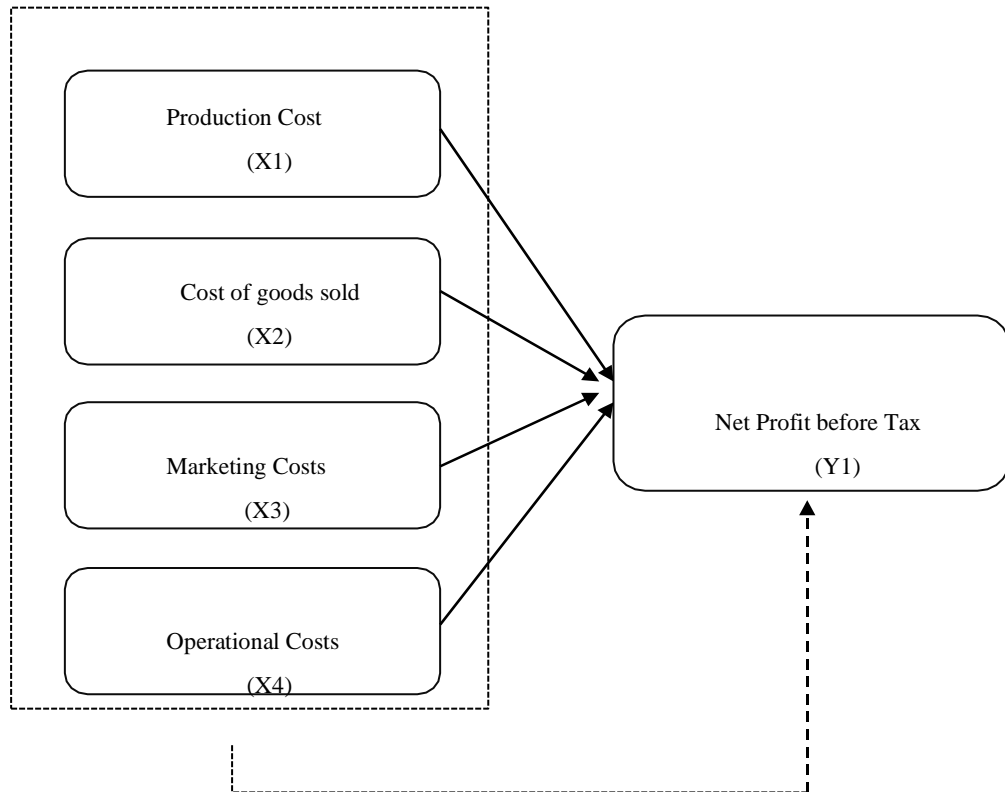 Production Cost
(X1)
Cost of goods sold
(X2)
Marketing Costs
(X3)
Operational Costs
(X4)
Net Profit before Tax
(Y1)